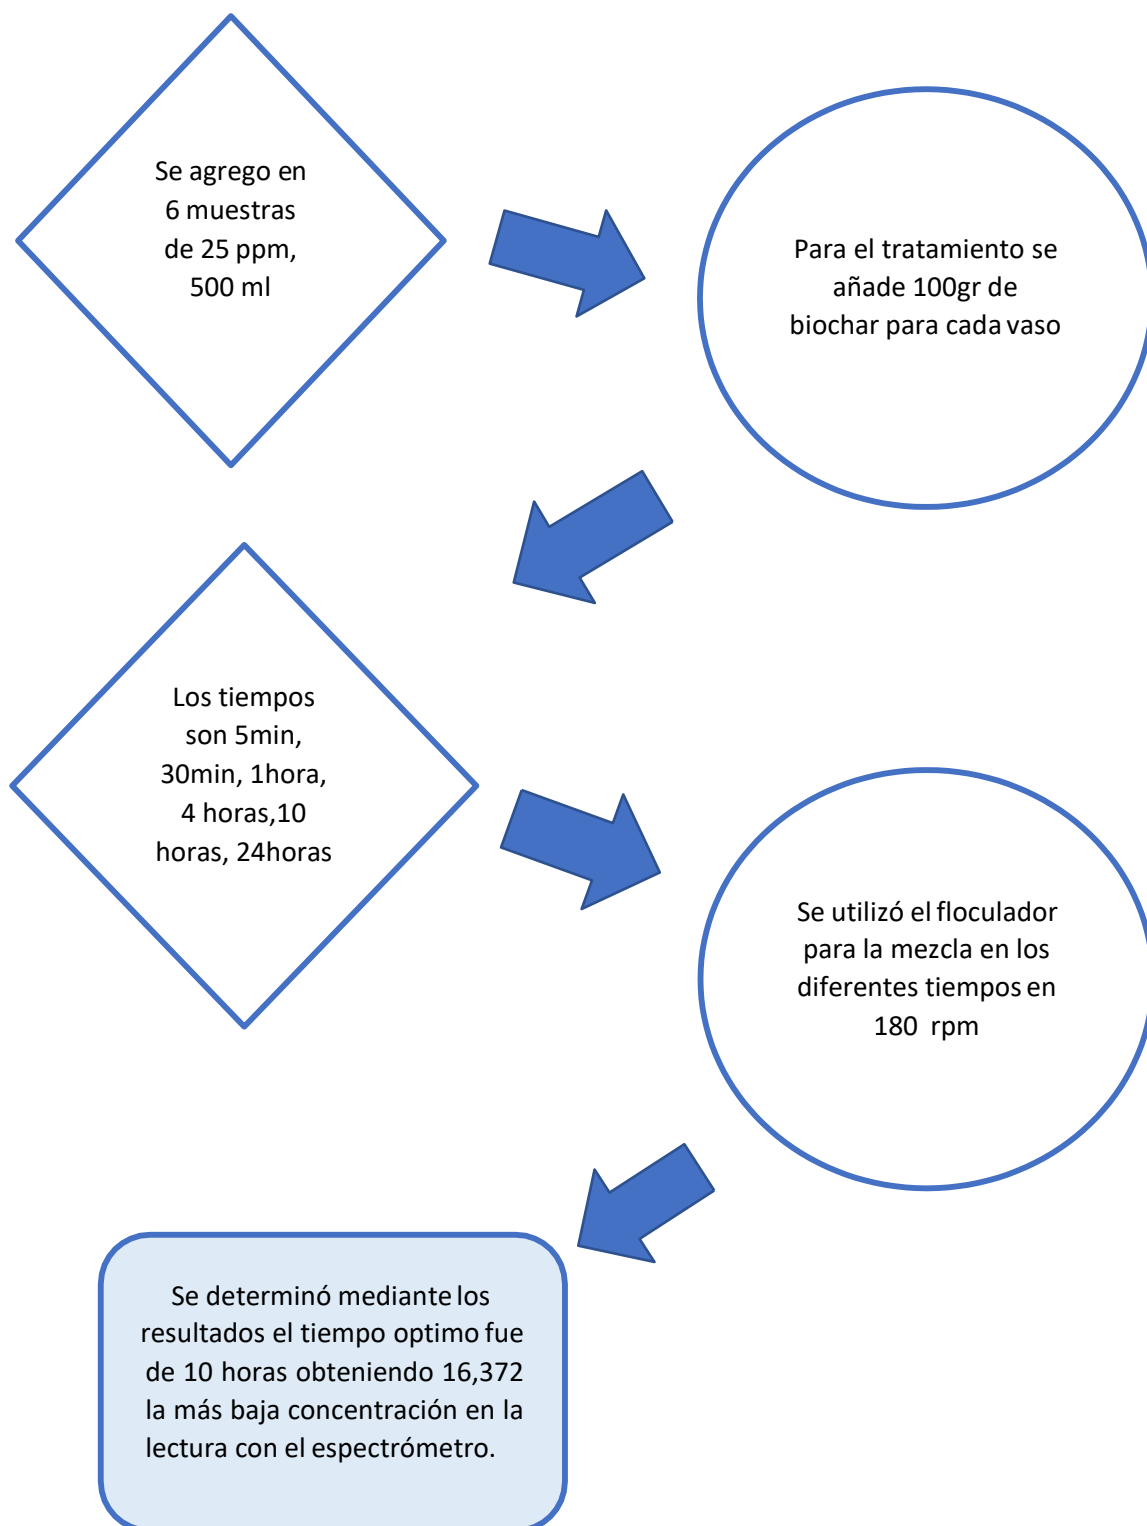 Se agrego en
6 muestras
de 25 ppm,
500 ml
Para el tratamiento se
añade 100gr de
biochar para cada vaso
Los tiempos
son 5min,
30min, 1hora,
4 horas,10
horas, 24horas
Se utilizó el floculador
para la mezcla en los
diferentes tiempos en
180 rpm
Se determinó mediante los
resultados el tiempo optimo fue
de 10 horas obteniendo 16,372
la más baja concentración en la
lectura con el espectrómetro.